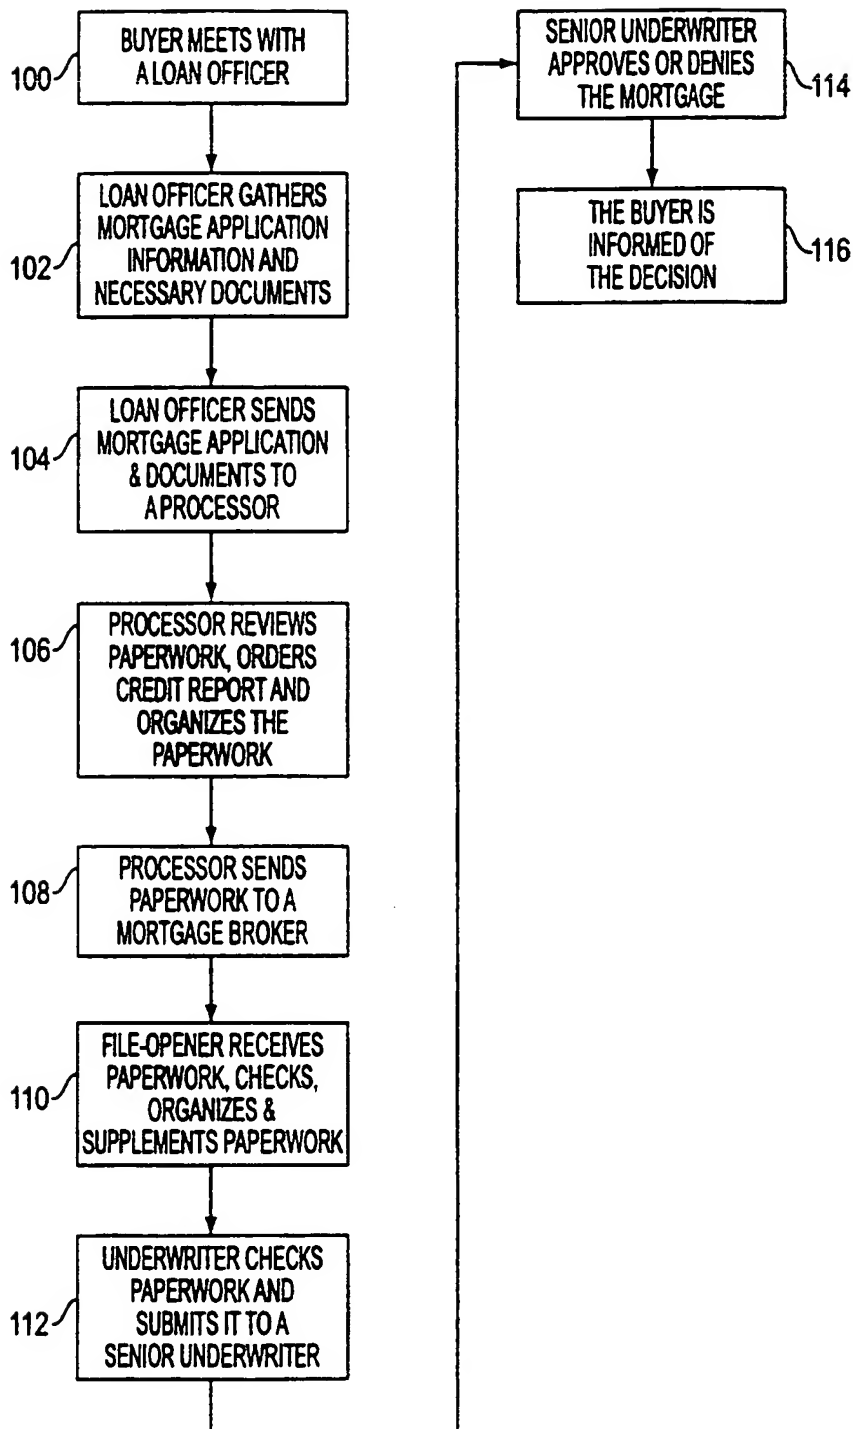 BUYER MEETS WITH
A LOAN OFFICER
100
LOAN OFFICER GATHERS
MORTGAGE APPLICATION
INFORMATION AND
NECESSARY DOCUMENTS
102
LOAN OFFICER SENDS
MORTGAGE APPLICATION
& DOCUMENTS TO
A PROCESSOR
104
PROCESSOR REVIEWS
PAPERWORK, ORDERS
CREDIT REPORT AND
ORGANIZES THE
PAPERWORK
106
PROCESSOR SENDS
PAPERWORK TO A
MORTGAGE BROKER
108
FILE-OPENER RECEIVES
PAPERWORK, CHECKS,
ORGANIZES &
SUPPLEMENTS PAPERWORK
110
UNDERWRITER CHECKS
PAPERWORK AND
SUBMITS IT TO A
SENIOR UNDERWRITER
112
SENIOR UNDERWRITER
APPROVES OR DENIES
THE MORTGAGE
114
THE BUYER IS
INFORMED OF
THE DECISION
116